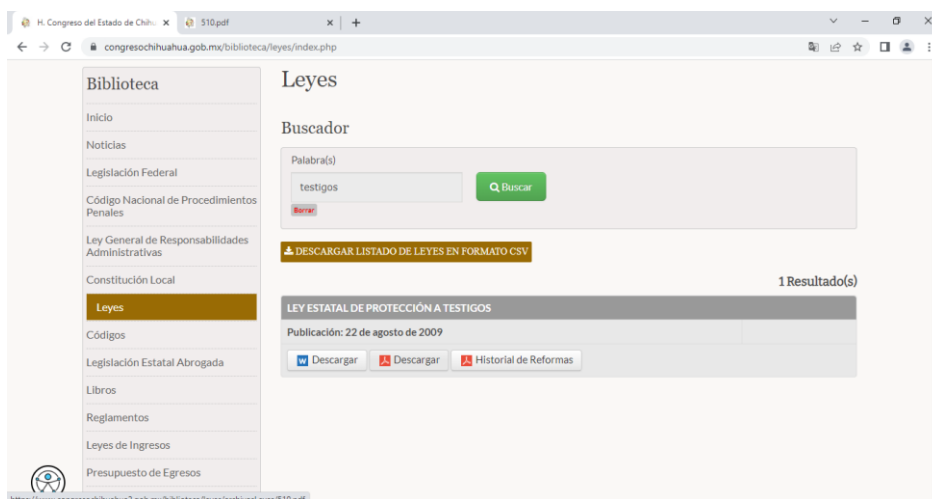 H. Congreso del Estado de Chihu
510.pdf
congresochihuahua.gob.mx/biblioteca/leyes/index.php
Biblioteca
Inicio
Noticias
Legislación Federal
Código Nacional de Procedimientos
Penales
Ley General de Responsabilidades
Administrativas
Constitución Local
Leyes
Códigos
Legislación Estatal Abrogada
Libros
Reglamentos
Leyes de Ingresos
Presupuesto de Egresos
Leyes
Buscador
Palabra(s)
testigos
Buscar
Borrar
DESCARGAR LISTADO DE LEYES EN FORMATO CSV
1 Resultado(s)
LEY ESTATAL DE PROTECCIÓN A TESTIGOS
Publicación: 22 de agosto de 2009
Descargar Descargar Historial de Reformas